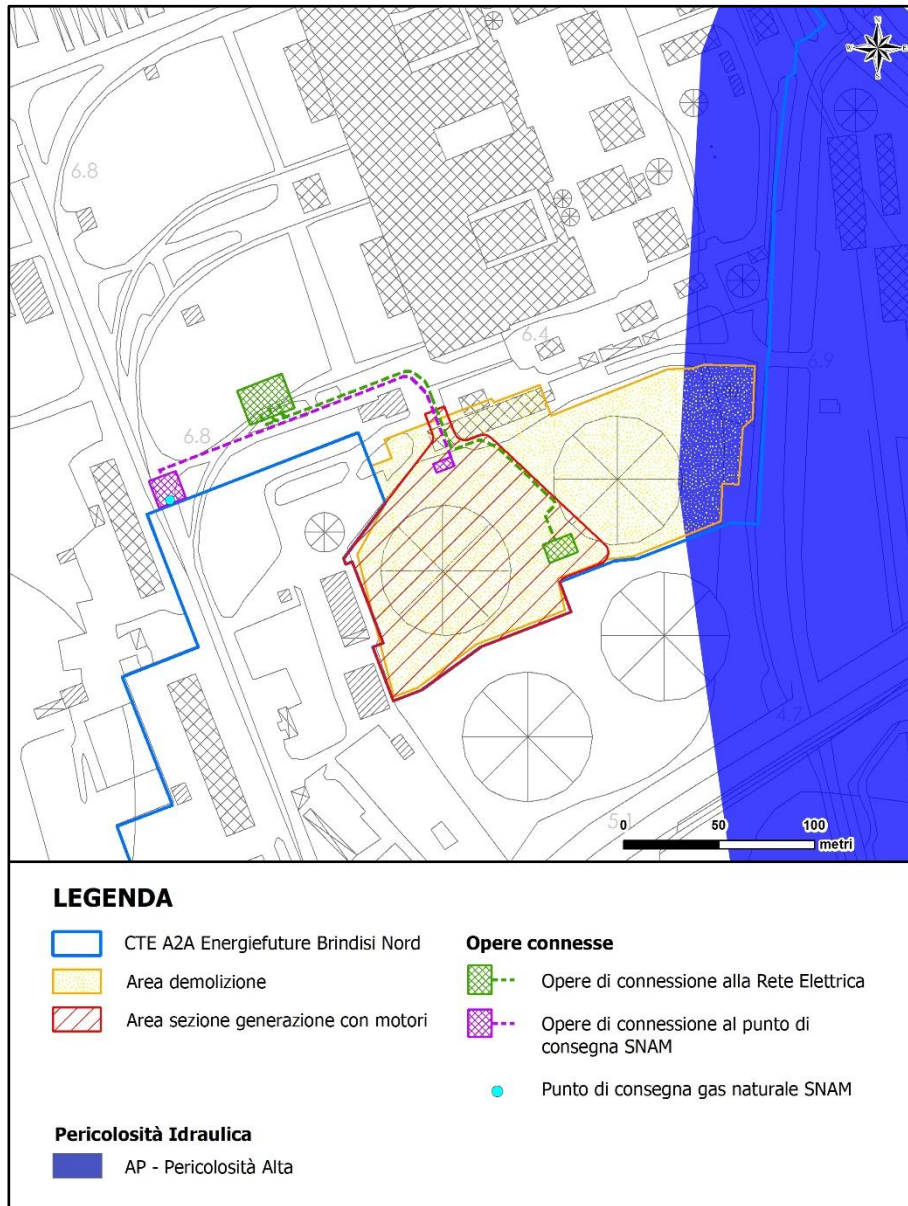 N
W
E
S
6.8
6.4
6.9
6.8
4.7
5.1
0
50
100
metri
LEGENDA
CTE A2A Energiefuture Brindisi Nord
Area demolizione
Area sezione generazione con motori
Opere connesse
Opere di connessione alla Rete Elettrica
Opere di connessione al punto di
consegna SNAM
Punto di consegna gas naturale SNAM
Pericolosità Idraulica
AP - Pericolosità Alta